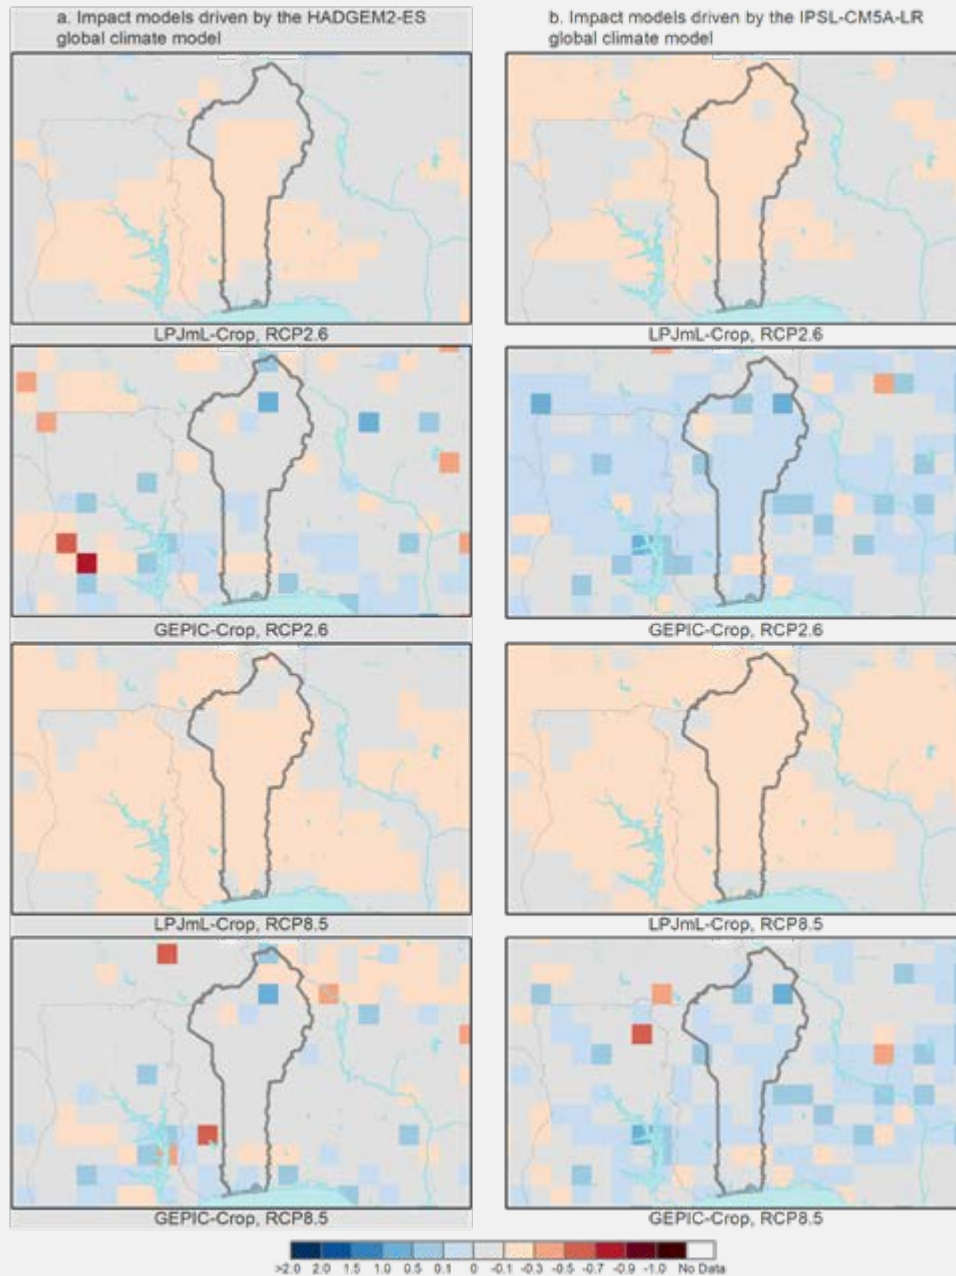 a. Impact models driven by the HADGEM2-ES
global climate model
b. Impact models driven by the IPSL-CM5A-LR
global climate model
LPJmL-Crop, RCP2.6
LPJmL-Crop, RCP2.6
GEPIC-Crop, RCP2.6
GEPIC-Crop, RCP2.6
LPJmL-Crop, RCP8.5
LPJmL-Crop, RCP8.5
GEPIC-Crop, RCP8.5
GEPIC-Crop, RCP8.5
>2.0 2.0 1.5 1.0 0.5 0.1 0 -0.1 -0.3 -0.5 -0.7 -0.9 -1.0 No Data